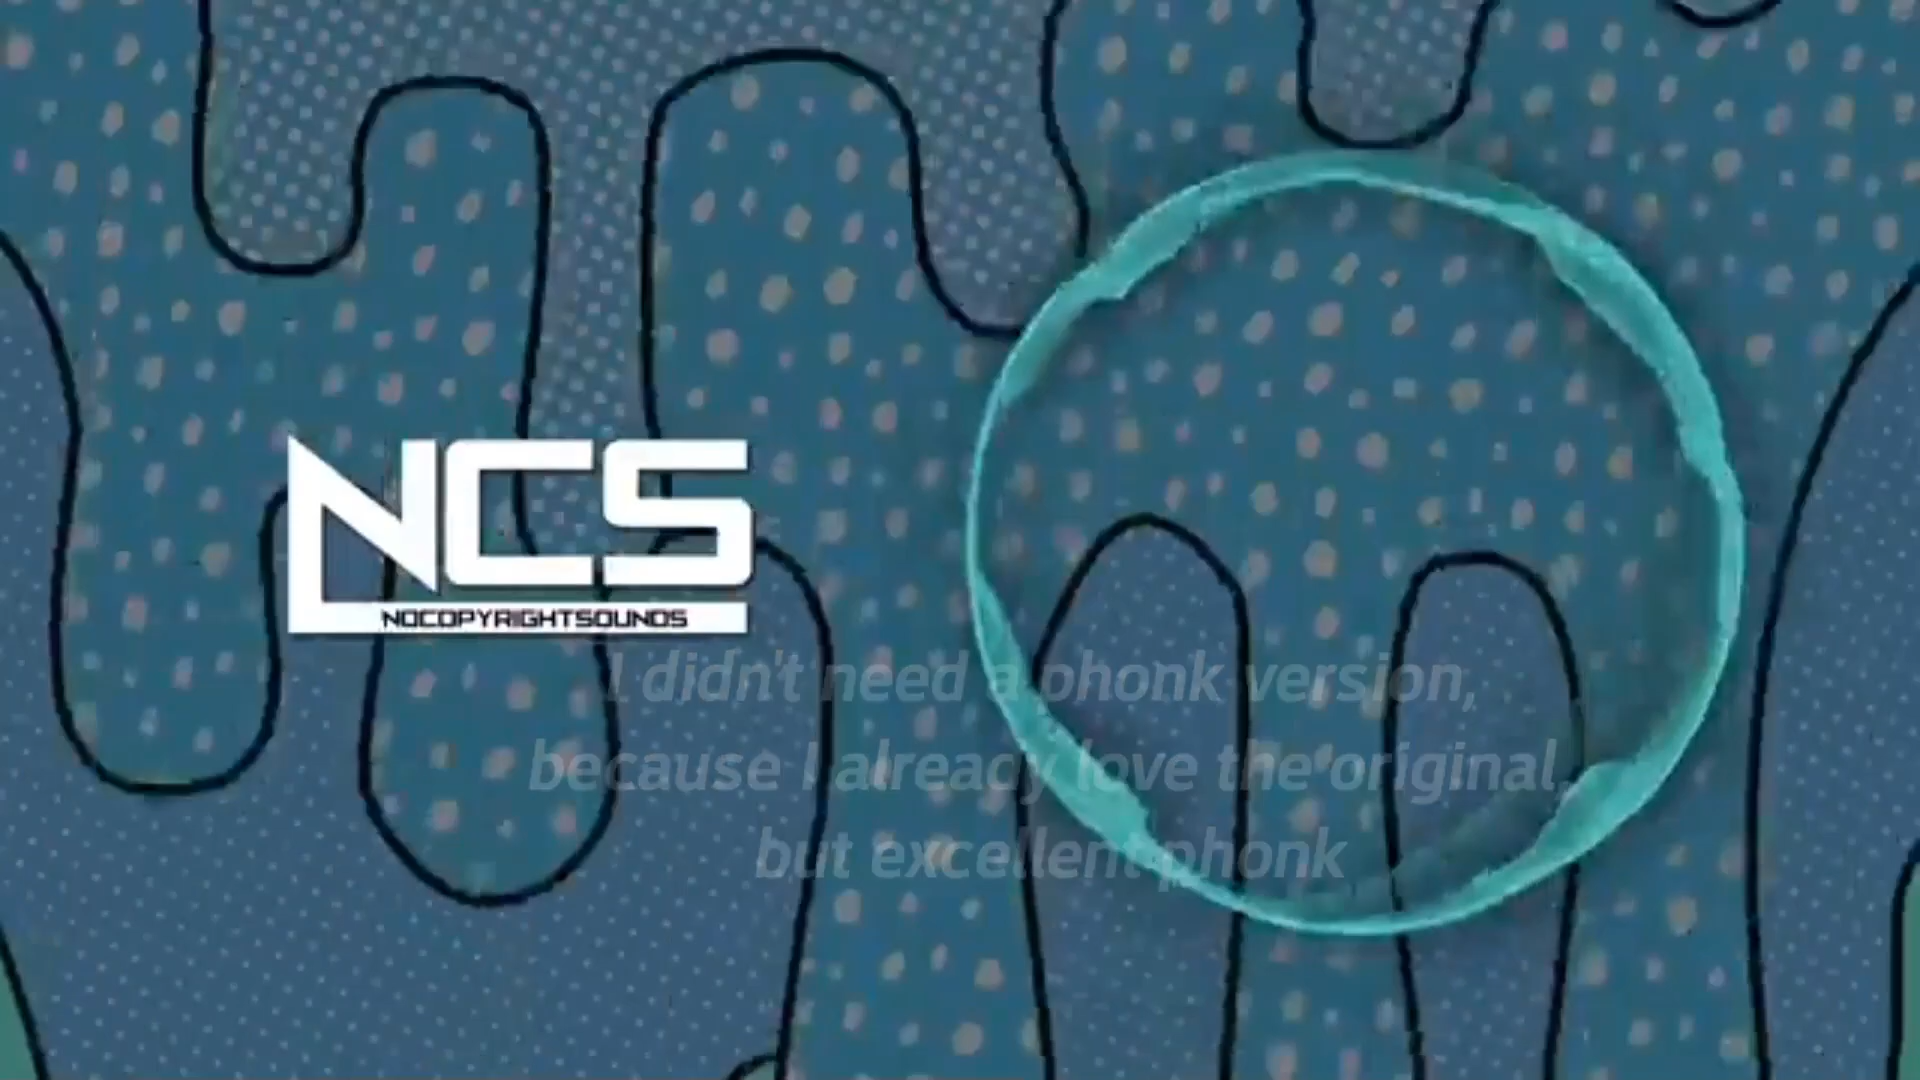 NCS
NOCOPYRIGHTSOUNDS
I didn't need a phonk version,
because I already love the original,
but excellent phonk